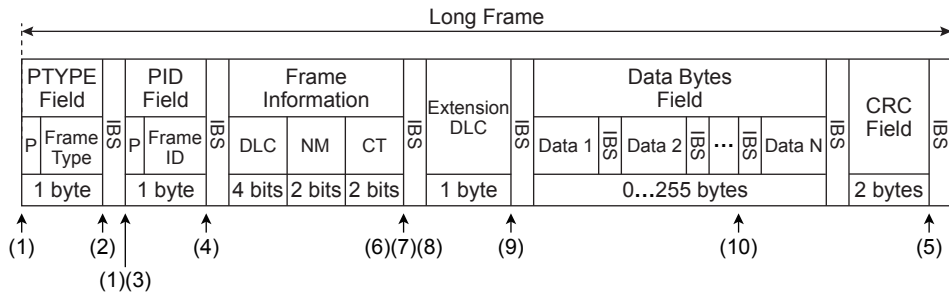 Long Frame
PTYPE Field
IBS
PID Field
IBS
Frame Information
IBS
Extension DLC
IBS
Data Bytes Field
IBS
CRC Field
IBS
P
Frame Type
P
Frame ID
DLC
NM
CT
Data 1
IBS
Data 2
IBS
...
IBS
Data N
1 byte
1 byte
4 bits
2 bits
2 bits
1 byte
0...255 bytes
2 bytes
(1)
(2)
(4)
(6)(7)(8)
(9)
(10)
(5)
(1)(3)